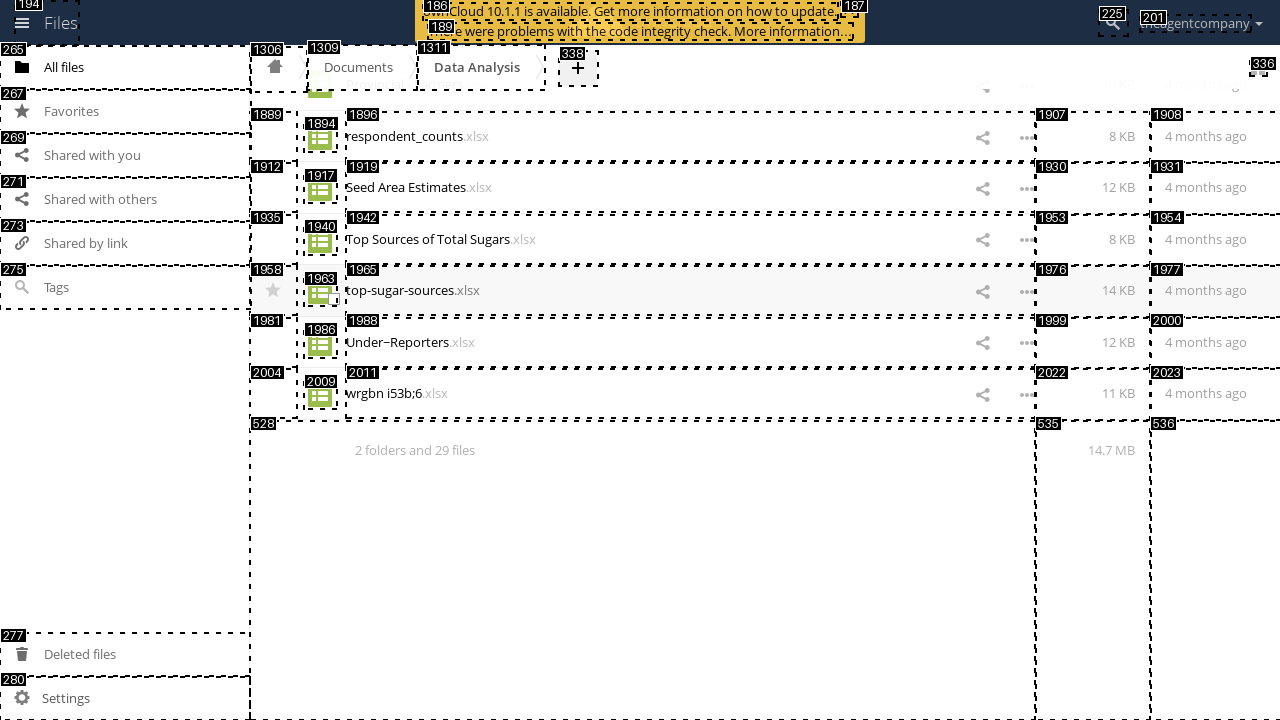 194
Files
186
ownCloud 10.1.1 is available. Get more information on how to update.
187
189
There were problems with the code integrity check. More information…
225
201
theagentcompany
265
All files
267
Favorites
269
Shared with you
271
Shared with others
273
Shared by link
275
Tags
277
Deleted files
280
Settings
1306
1309
Documents
1311
Data Analysis
338
+
336
1889
1894
1896
respondent_counts.xlsx
1907
8 KB
1908
4 months ago
1912
1917
1919
Seed Area Estimates.xlsx
1930
12 KB
1931
4 months ago
1935
1940
1942
Top Sources of Total Sugars.xlsx
1953
8 KB
1954
4 months ago
1958
1963
1965
top-sugar-sources.xlsx
1976
14 KB
1977
4 months ago
1981
1986
1988
Under-Reporters.xlsx
1999
12 KB
2000
4 months ago
2004
2009
2011
wrgbn i53b;6.xlsx
2022
11 KB
2023
4 months ago
528
2 folders and 29 files
535
14.7 MB
536